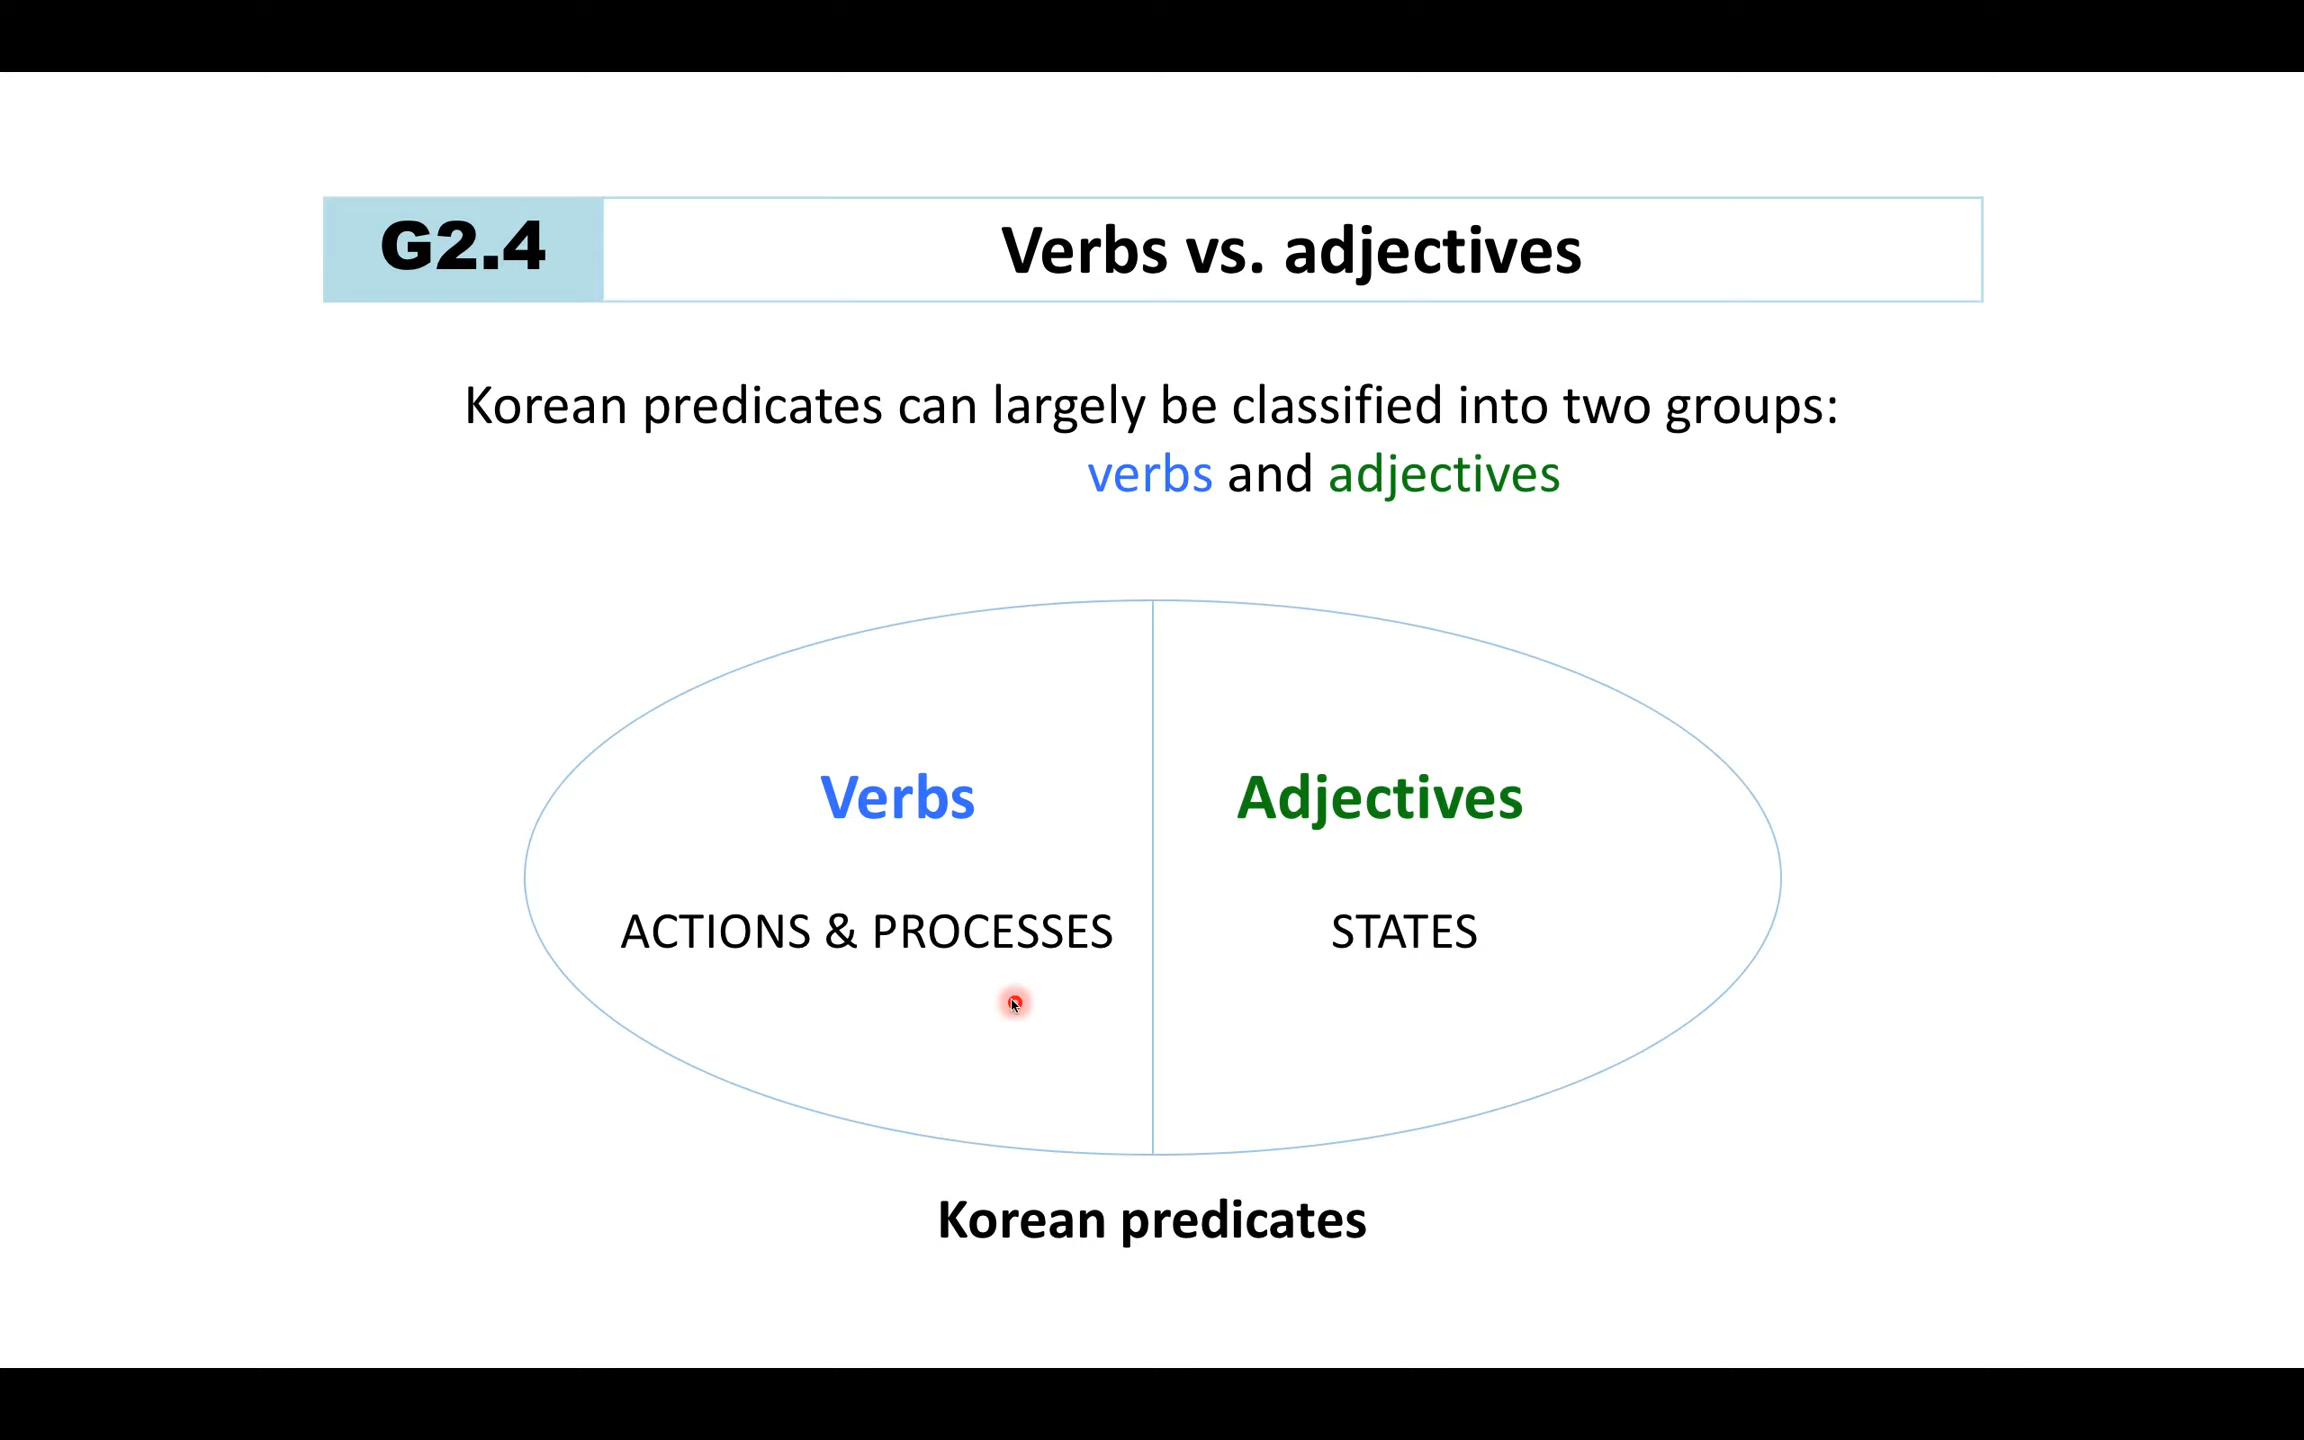 G2.4 Verbs vs. adjectives
Korean predicates can largely be classified into two groups:
verbs and adjectives
Verbs Adjectives
ACTIONS & PROCESSES STATES
Korean predicates